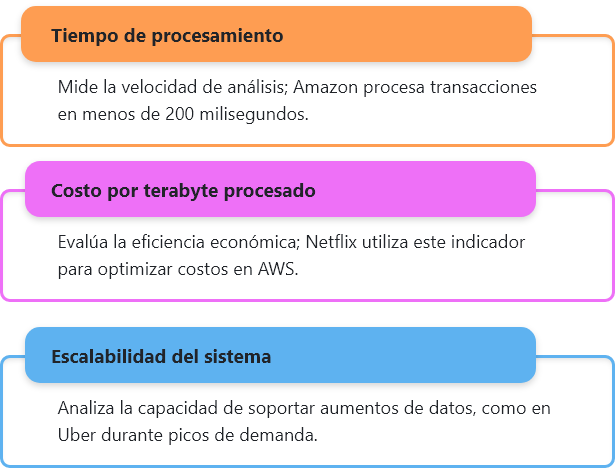 Tiempo de procesamiento
Mide la velocidad de análisis; Amazon procesa transacciones
en menos de 200 milisegundos.
Costo por terabyte procesado
Evalúa la eficiencia económica; Netflix utiliza este indicador
para optimizar costos en AWS.
Escalabilidad del sistema
Analiza la capacidad de soportar aumentos de datos, como en
Uber durante picos de demanda.